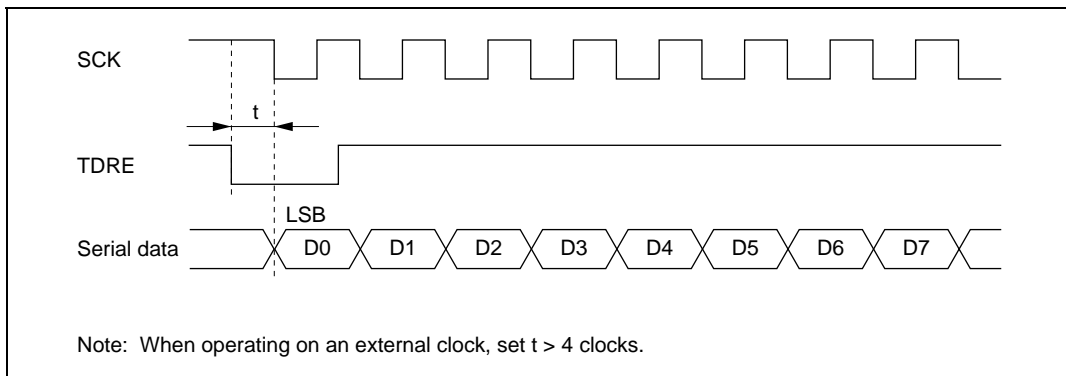 SCK
t
TDRE
LSB
Serial data D0 D1 D2 D3 D4 D5 D6 D7
Note: When operating on an external clock, set t > 4 clocks.